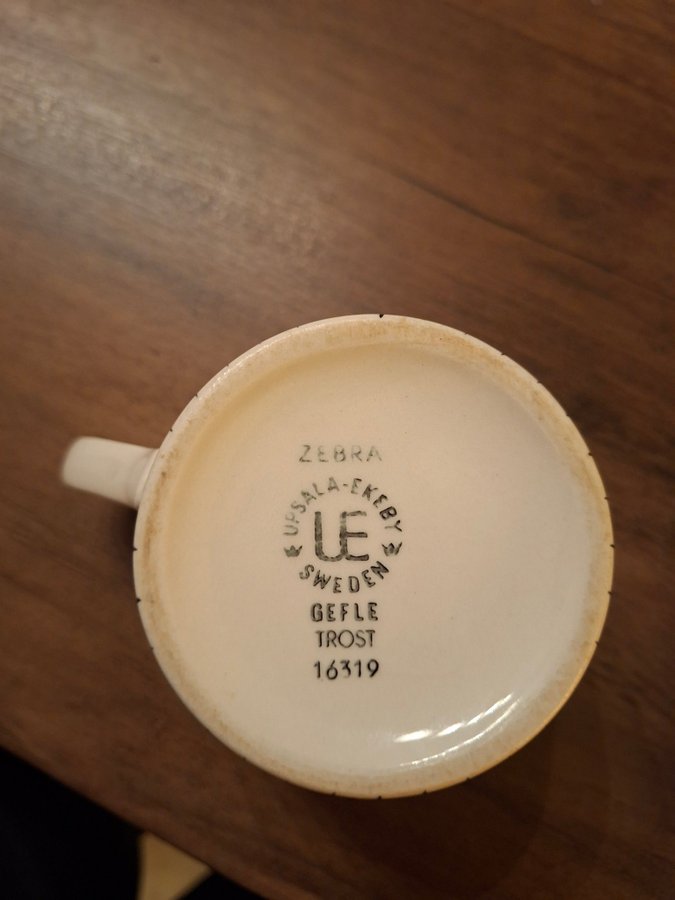 ZEBRA
UPSALA-EKEBY
UE
SWEDEN
GEFLE
TROST
16319